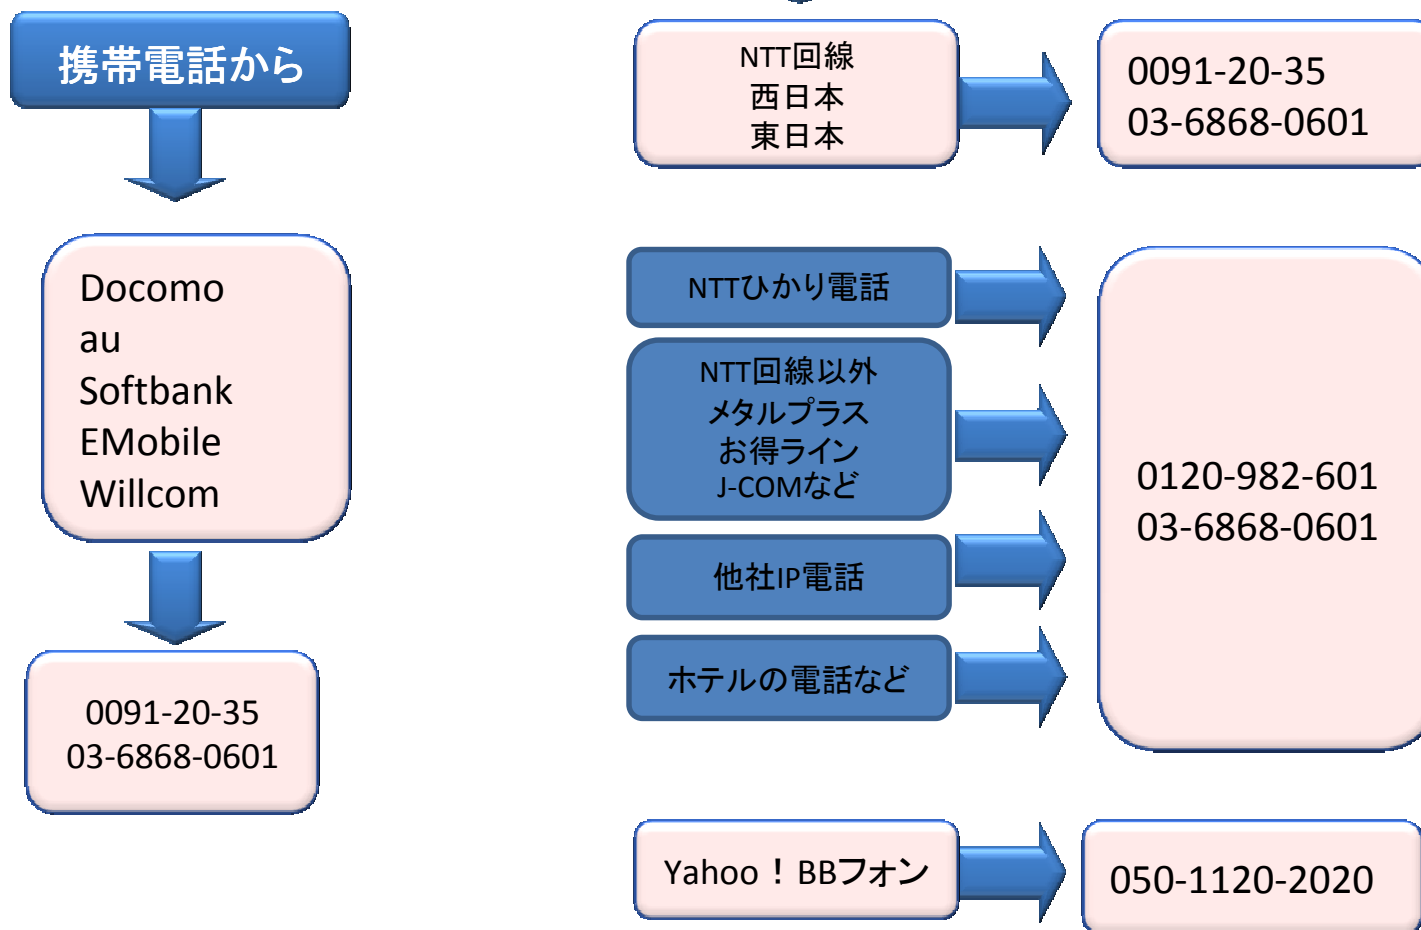 携帯電話から
Docomo
au
Softbank
EMobile
Willcom
0091-20-35
03-6868-0601
NTT回線
西日本
東日本
0091-20-35
03-6868-0601
NTTひかり電話
NTT回線以外
メタルプラス
お得ライン
J-COMなど
他社IP電話
ホテルの電話など
0120-982-601
03-6868-0601
Yahoo！BBフォン
050-1120-2020